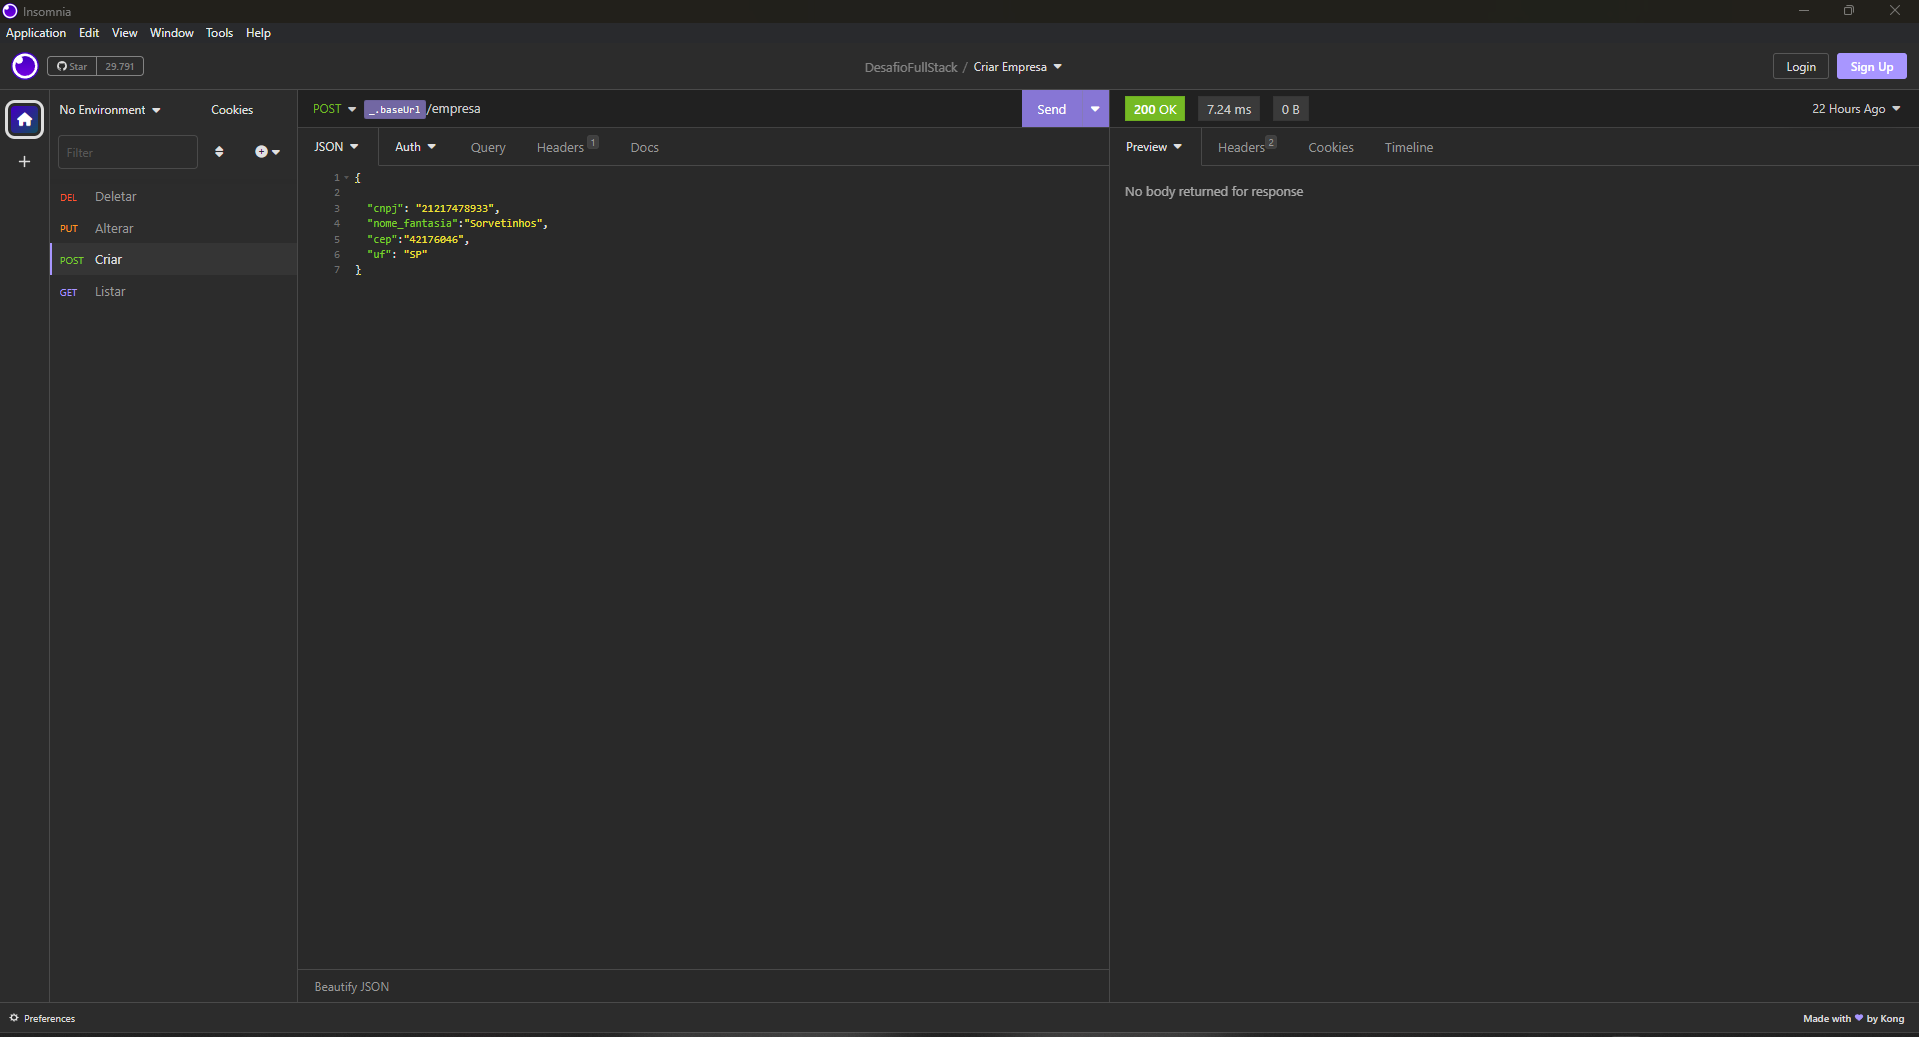 Insomnia
Application Edit View Window Tools Help
Star 29.791
DesafioFullStack / Criar Empresa
Login Sign Up
No Environment Cookies
Filter
DEL Deletar
PUT Alterar
POST Criar
GET Listar
POST _.baseUrl /empresa
Send
JSON Auth Query Headers 1 Docs
1 {
2
3 "cnpj": "21217478933",
4 "nome_fantasia":"Sorvetinhos",
5 "cep":"42176046",
6 "uf": "SP"
7 }
Beautify JSON
200 OK 7.24 ms 0 B 22 Hours Ago
Preview Headers 2 Cookies Timeline
No body returned for response
Preferences
Made with by Kong